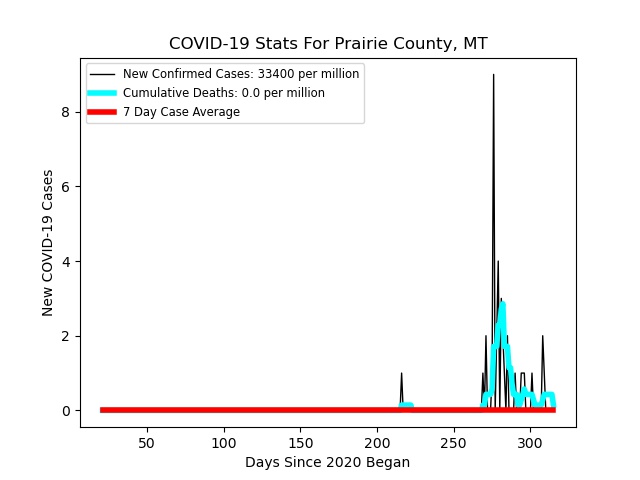 COVID-19 Stats For Prairie County, MT
New Confirmed Cases: 33400 per million
Cumulative Deaths: 0.0 per million
7 Day Case Average
New COVID-19 Cases
8
6
4
2
0
50 100 150 200 250 300
Days Since 2020 Began